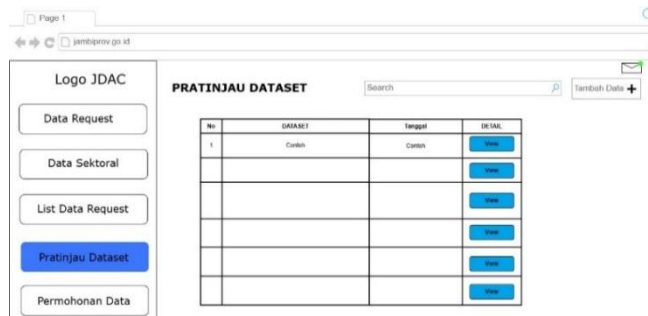 Page 1
jambiprov.go.id
Logo JDAC
PRATINJAU DATASET
Search
Tambah Data
Data Request
Data Sektoral
List Data Request
Pratinjau Dataset
Permohonan Data
No DATASET Tanggal DETAIL
1 Contoh Contoh View
View
View
View
View
View